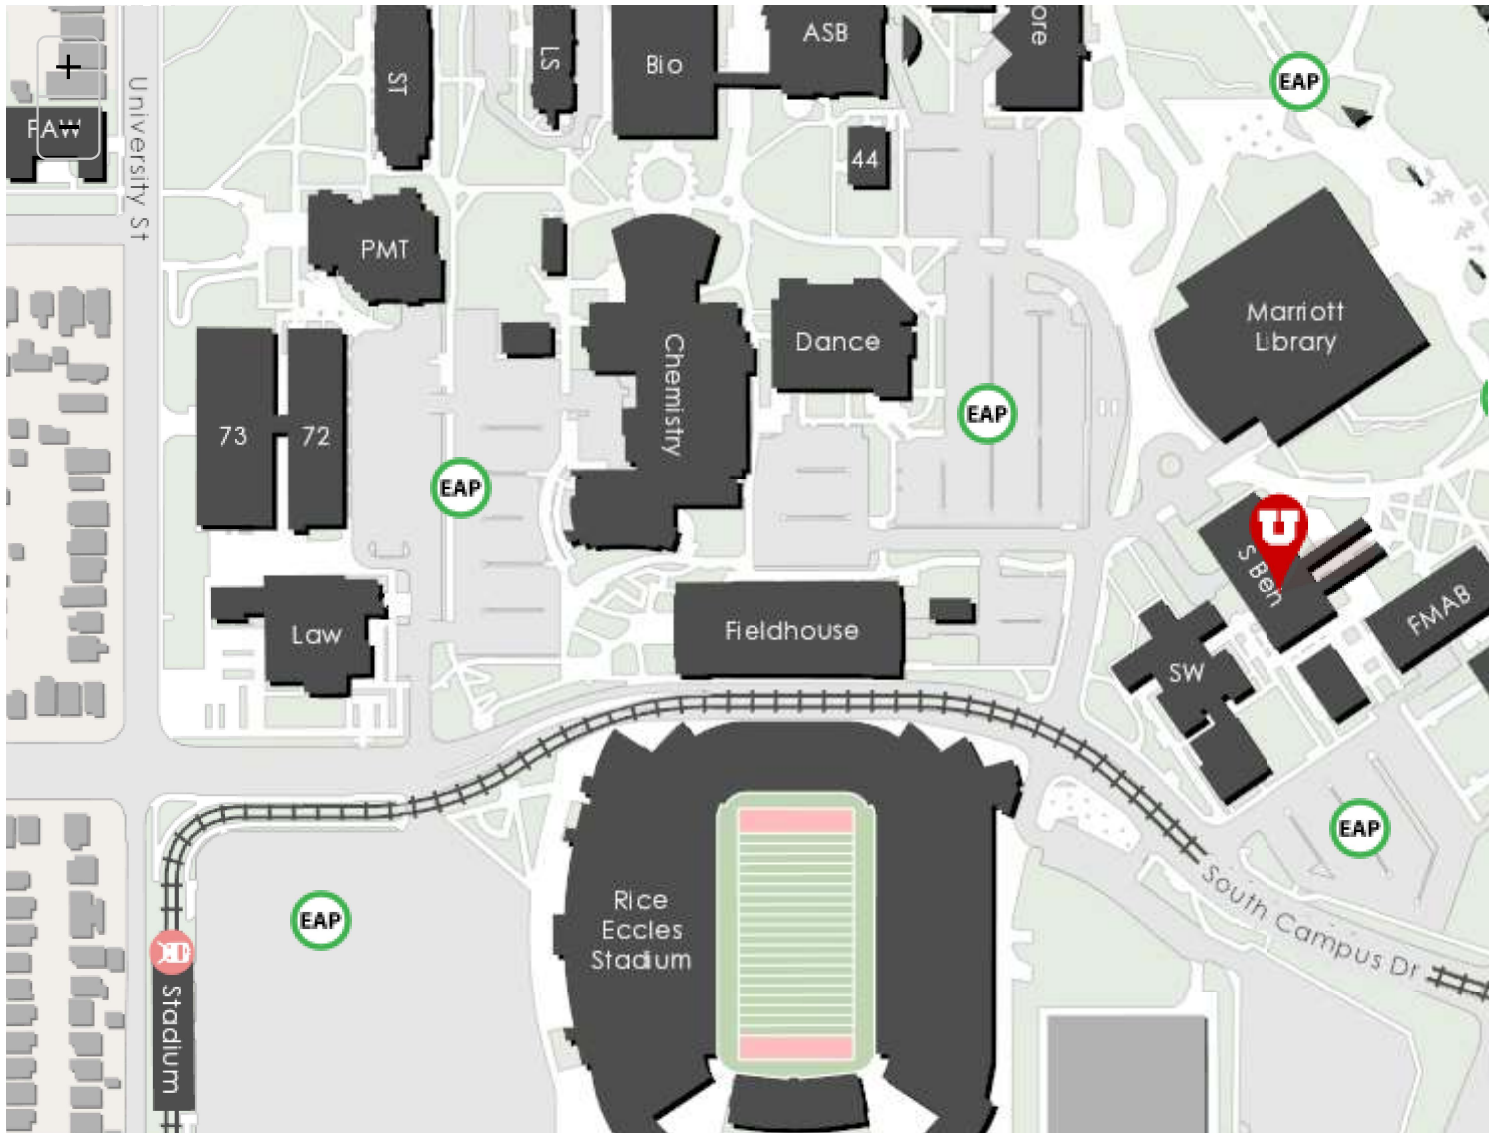 ST
LS
Bio
ASB
ore
EAP
+
PAW
−
University St
44
PMT
Marriott
Library
Dance
Chemistry
73
72
EAP
EAP
U
S Ben
FMAB
Law
Fieldhouse
SW
EAP
Rice
Eccles
Stadium
EAP
South Campus Dr
Stadium